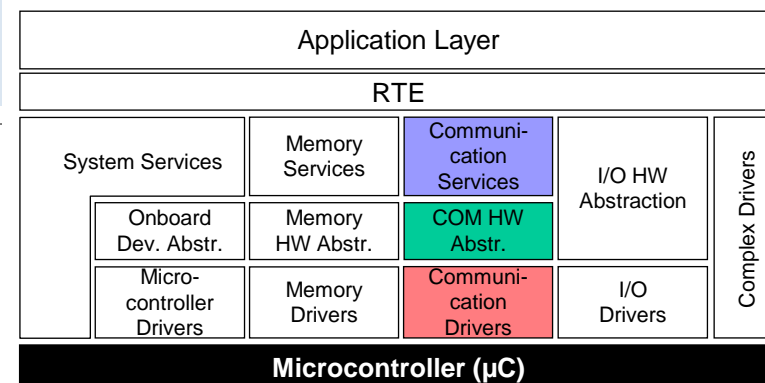 Application Layer
RTE
System Services
Memory
Services
Communi-
cation
Services
I/O HW
Abstraction
Complex Drivers
Onboard
Dev. Abstr.
Memory
HW Abstr.
COM HW
Abstr.
Micro-
controller
Drivers
Memory
Drivers
Communi-
cation
Drivers
I/O
Drivers
Microcontroller (µC)